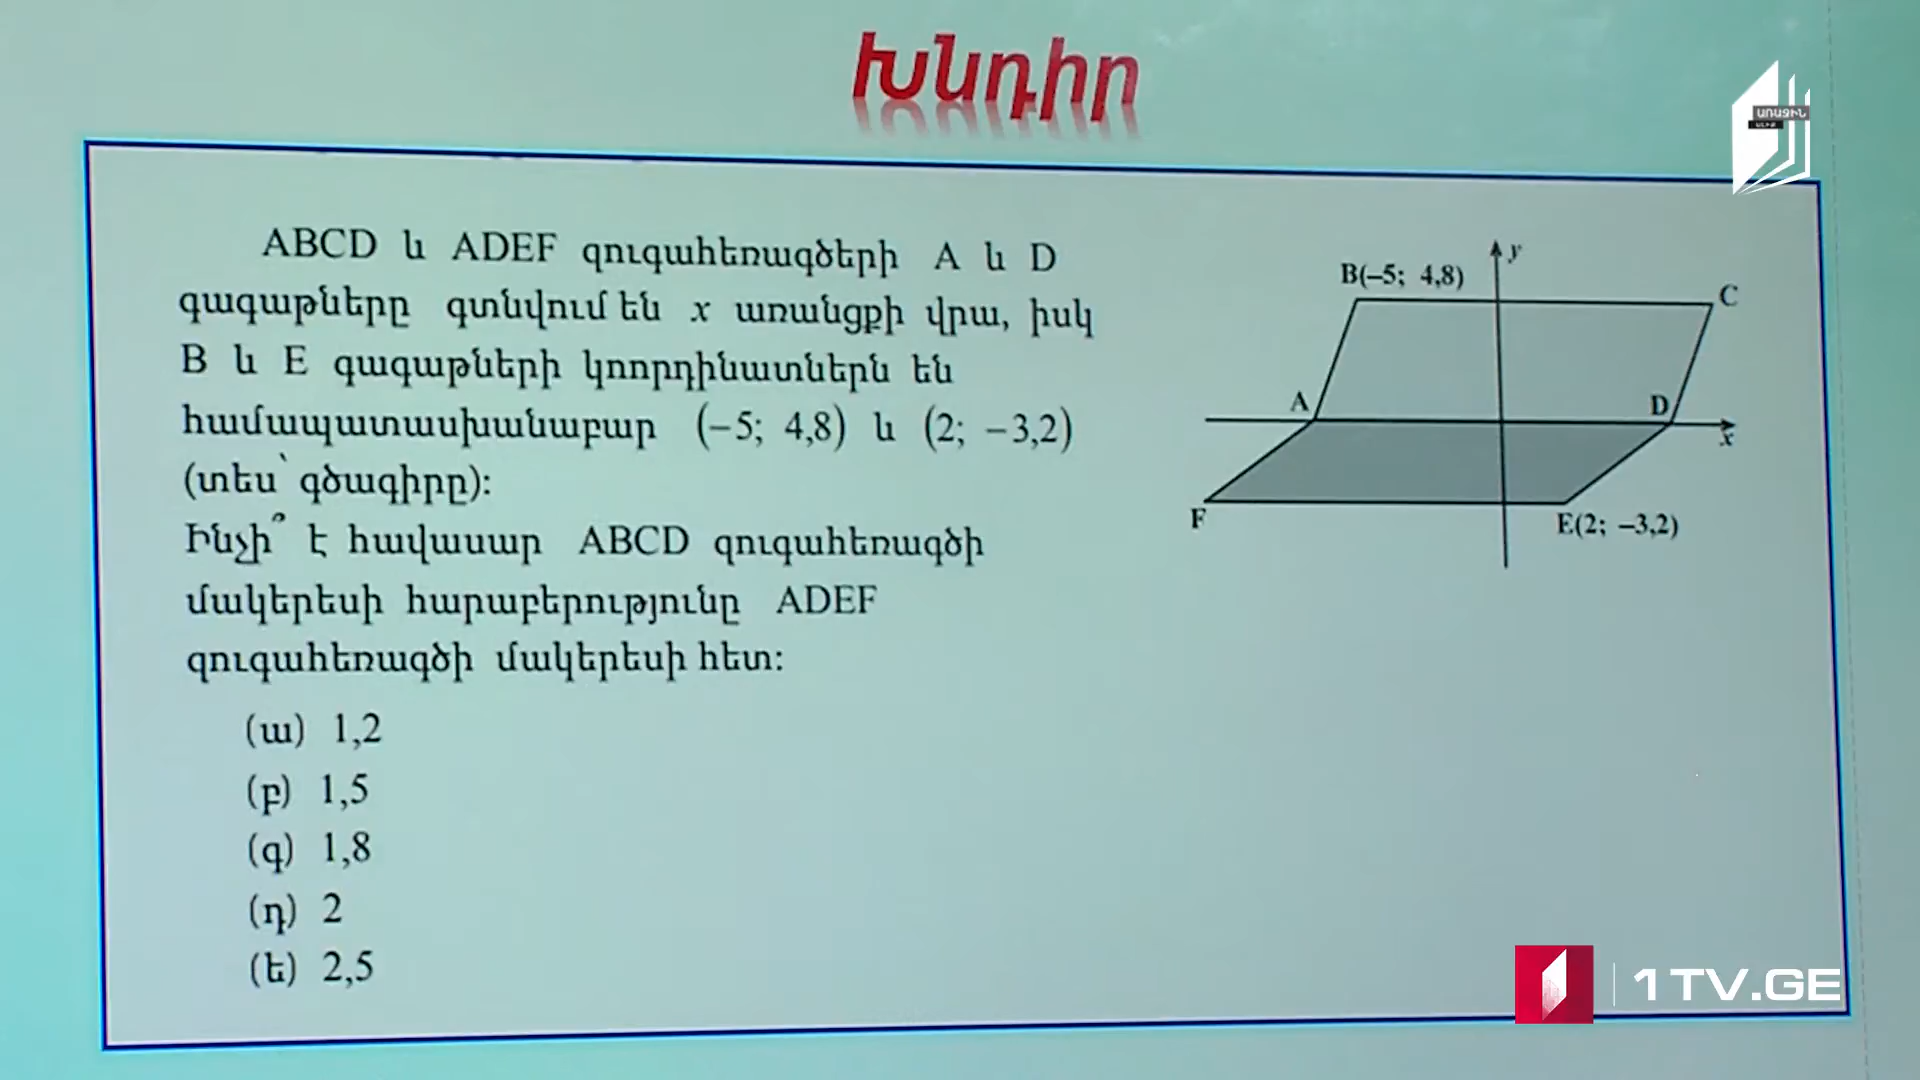 Խնդիր
ԱՌԱՋԻՆ
ABCD և ADEF զուգահեռագծերի A և D
գագաթները գտնվում են x առանցքի վրա, իսկ
B և E գագաթների կոորդինատներն են
համապատասխանաբար (–5; 4,8) և (2; –3,2)
(տես՝ գծագիրը):
Ինչի՞ է հավասար ABCD զուգահեռագծի
մակերեսի հարաբերությունը ADEF
զուգահեռագծի մակերեսի հետ:
(ա) 1,2
(բ) 1,5
(գ) 1,8
(դ) 2
(ե) 2,5
y
B(–5; 4,8)
C
A
D
x
F
E(2; –3,2)
1TV.GE